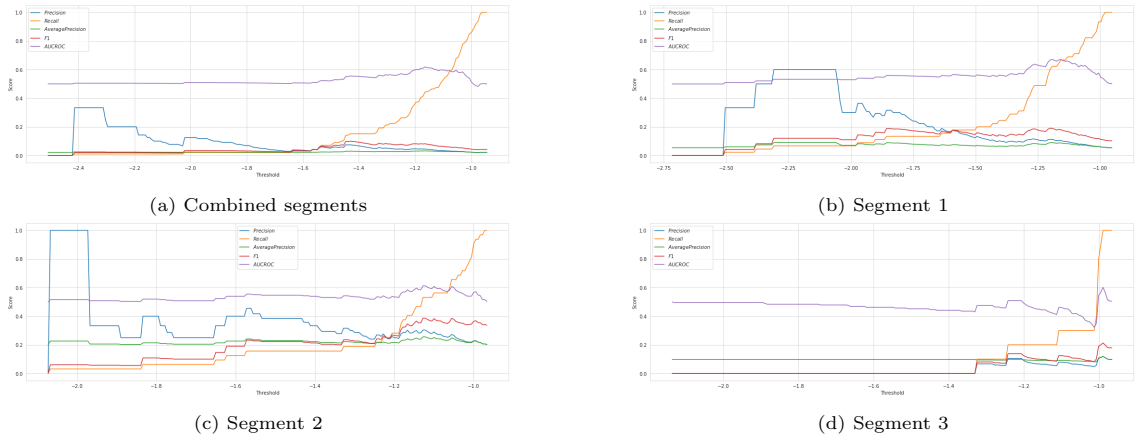 Precision
Recall
AveragePrecision
F1
AUCROC
Score
1.0
0.8
0.6
0.4
0.2
0.0
−2.4 −2.2 −2.0 −1.8 −1.6 −1.4 −1.2 −1.0
Threshold
(a) Combined segments
Precision
Recall
AveragePrecision
F1
AUCROC
Score
1.0
0.8
0.6
0.4
0.2
0.0
−2.75 −2.50 −2.25 −2.00 −1.75 −1.50 −1.25 −1.00
Threshold
(b) Segment 1
Precision
Recall
AveragePrecision
F1
AUCROC
Score
1.0
0.8
0.6
0.4
0.2
0.0
−2.0 −1.8 −1.6 −1.4 −1.2 −1.0
Threshold
(c) Segment 2
Precision
Recall
AveragePrecision
F1
AUCROC
Score
1.0
0.8
0.6
0.4
0.2
0.0
−2.0 −1.8 −1.6 −1.4 −1.2 −1.0
Threshold
(d) Segment 3